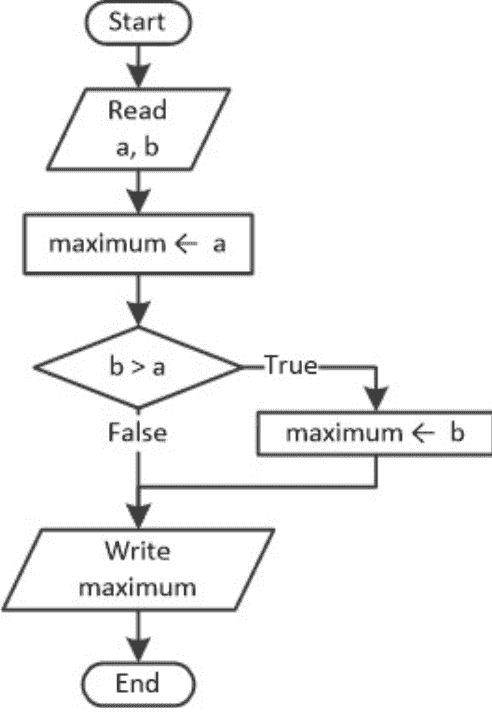 Start
Read
a, b
maximum ← a
b > a
True
False
maximum ← b
Write
maximum
End